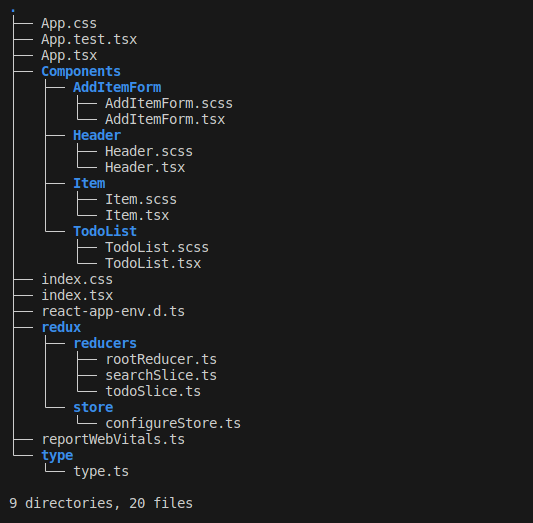 .
├── App.css
├── App.test.tsx
├── App.tsx
├── Components
│   ├── AddItemForm
│   │   ├── AddItemForm.scss
│   │   └── AddItemForm.tsx
│   ├── Header
│   │   ├── Header.scss
│   │   └── Header.tsx
│   ├── Item
│   │   ├── Item.scss
│   │   └── Item.tsx
│   └── TodoList
│       ├── TodoList.scss
│       └── TodoList.tsx
├── index.css
├── index.tsx
├── react-app-env.d.ts
├── redux
│   ├── reducers
│   │   ├── rootReducer.ts
│   │   ├── searchSlice.ts
│   │   └── todoSlice.ts
│   └── store
│       └── configureStore.ts
├── reportWebVitals.ts
└── type
    └── type.ts

9 directories, 20 files